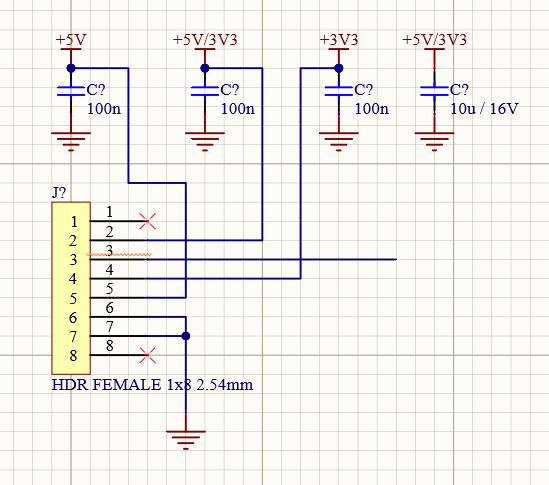 +5V +5V/3V3 +3V3 +5V/3V3
C? C? C? C?
100n 100n 100n 10u / 16V
J?
1 1
2 2
3 3
4 4
5 5
6 6
7 7
8 8
HDR FEMALE 1x8 2.54mm